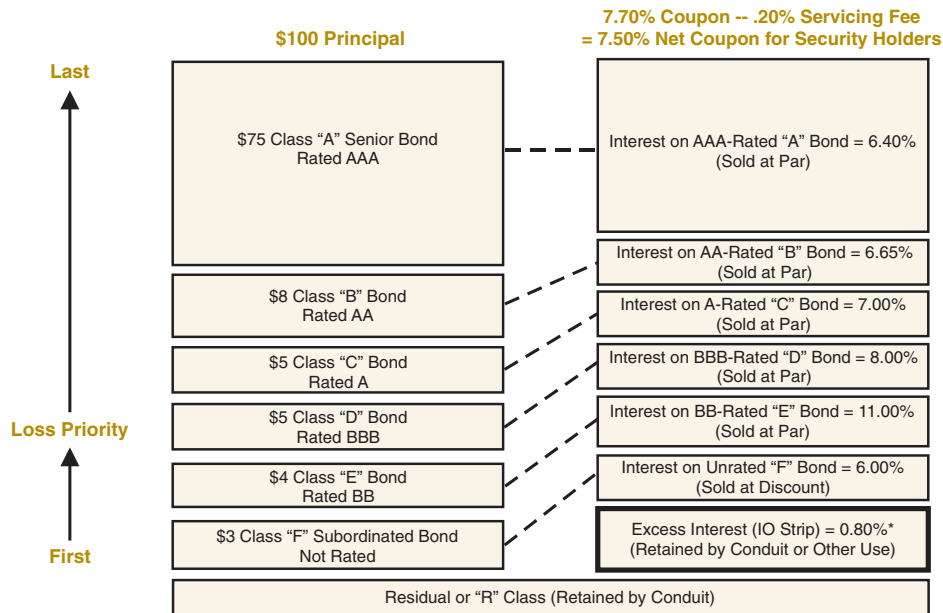 7.70% Coupon -- .20% Servicing Fee
$100 Principal
= 7.50% Net Coupon for Security Holders
Last
$75 Class “A” Senior Bond
Rated AAA
Interest on AAA-Rated “A” Bond = 6.40%
(Sold at Par)
$8 Class “B” Bond
Rated AA
Interest on AA-Rated “B” Bond = 6.65%
(Sold at Par)
$5 Class “C” Bond
Rated A
Interest on A-Rated “C” Bond = 7.00%
(Sold at Par)
$5 Class “D” Bond
Rated BBB
Interest on BBB-Rated “D” Bond = 8.00%
(Sold at Par)
Loss Priority
$4 Class “E” Bond
Rated BB
Interest on BB-Rated “E” Bond = 11.00%
(Sold at Par)
$3 Class “F” Subordinated Bond
Not Rated
Interest on Unrated “F” Bond = 6.00%
(Sold at Discount)
First
Excess Interest (IO Strip) = 0.80%*
(Retained by Conduit or Other Use)
Residual or “R” Class (Retained by Conduit)